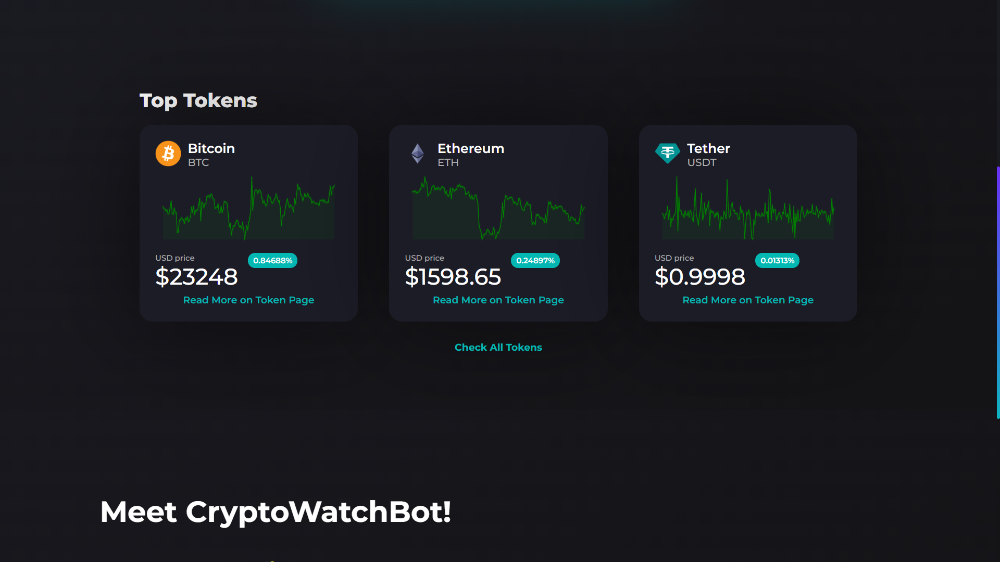 Top Tokens
Bitcoin
BTC
USD price
0.84688%
$23248
Read More on Token Page
Ethereum
ETH
USD price
0.24897%
$1598.65
Read More on Token Page
Tether
USDT
USD price
0.01313%
$0.9998
Read More on Token Page
Check All Tokens
Meet CryptoWatchBot!